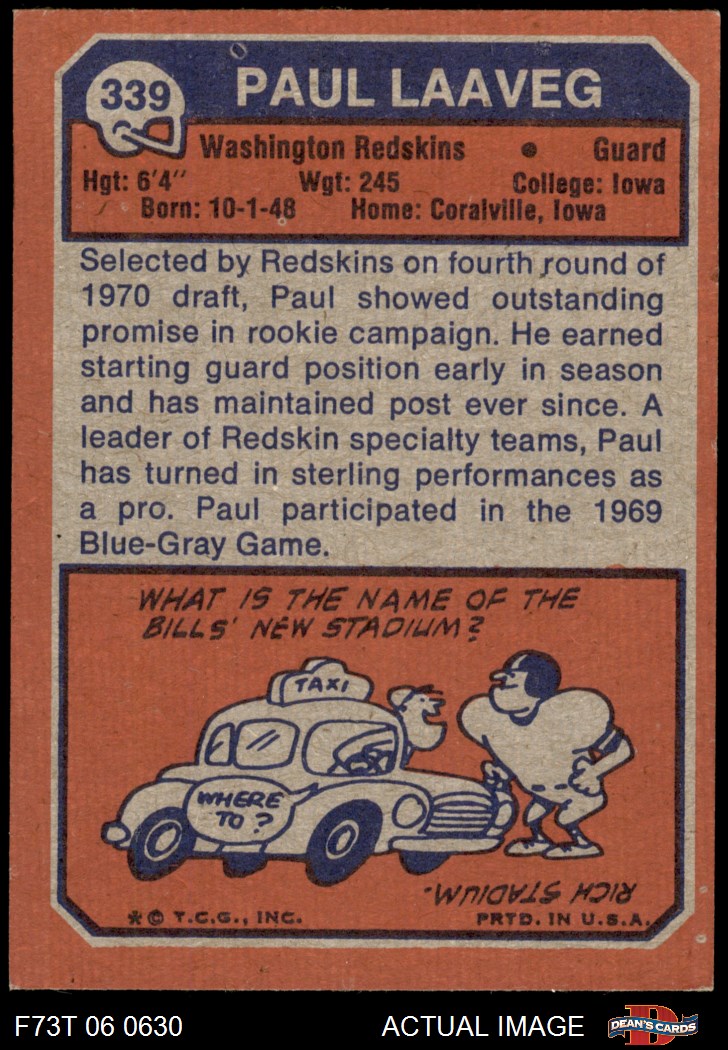 339
PAUL LAAVEG
Washington Redskins • Guard
Hgt: 6'4" Wgt: 245 College: Iowa
Born: 10-1-48 Home: Coralville, Iowa
Selected by Redskins on fourth round of
1970 draft, Paul showed outstanding
promise in rookie campaign. He earned
starting guard position early in season
and has maintained post ever since. A
leader of Redskin specialty teams, Paul
has turned in sterling performances as
a pro. Paul participated in the 1969
Blue-Gray Game.
WHAT IS THE NAME OF THE
BILLS' NEW STADIUM?
TAXI
WHERE
TO?
RICH STADIUM.
* © T.C.G., INC. PRTD. IN U.S.A.
F73T 06 0630 ACTUAL IMAGE D DEAN'S CARDS